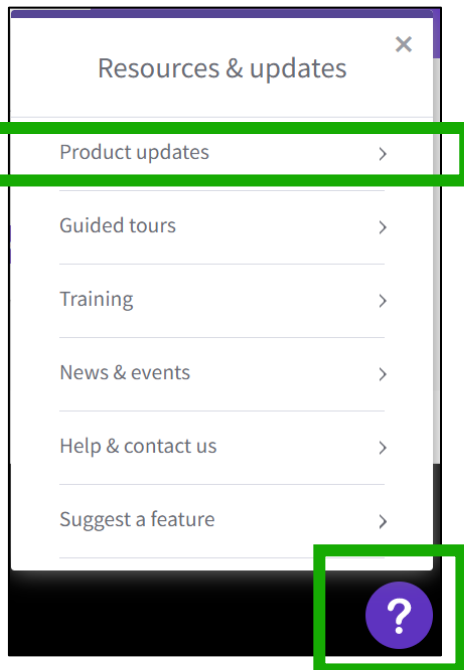 Resources & updates
Product updates
Guided tours
Training
News & events
Help & contact us
Suggest a feature
?